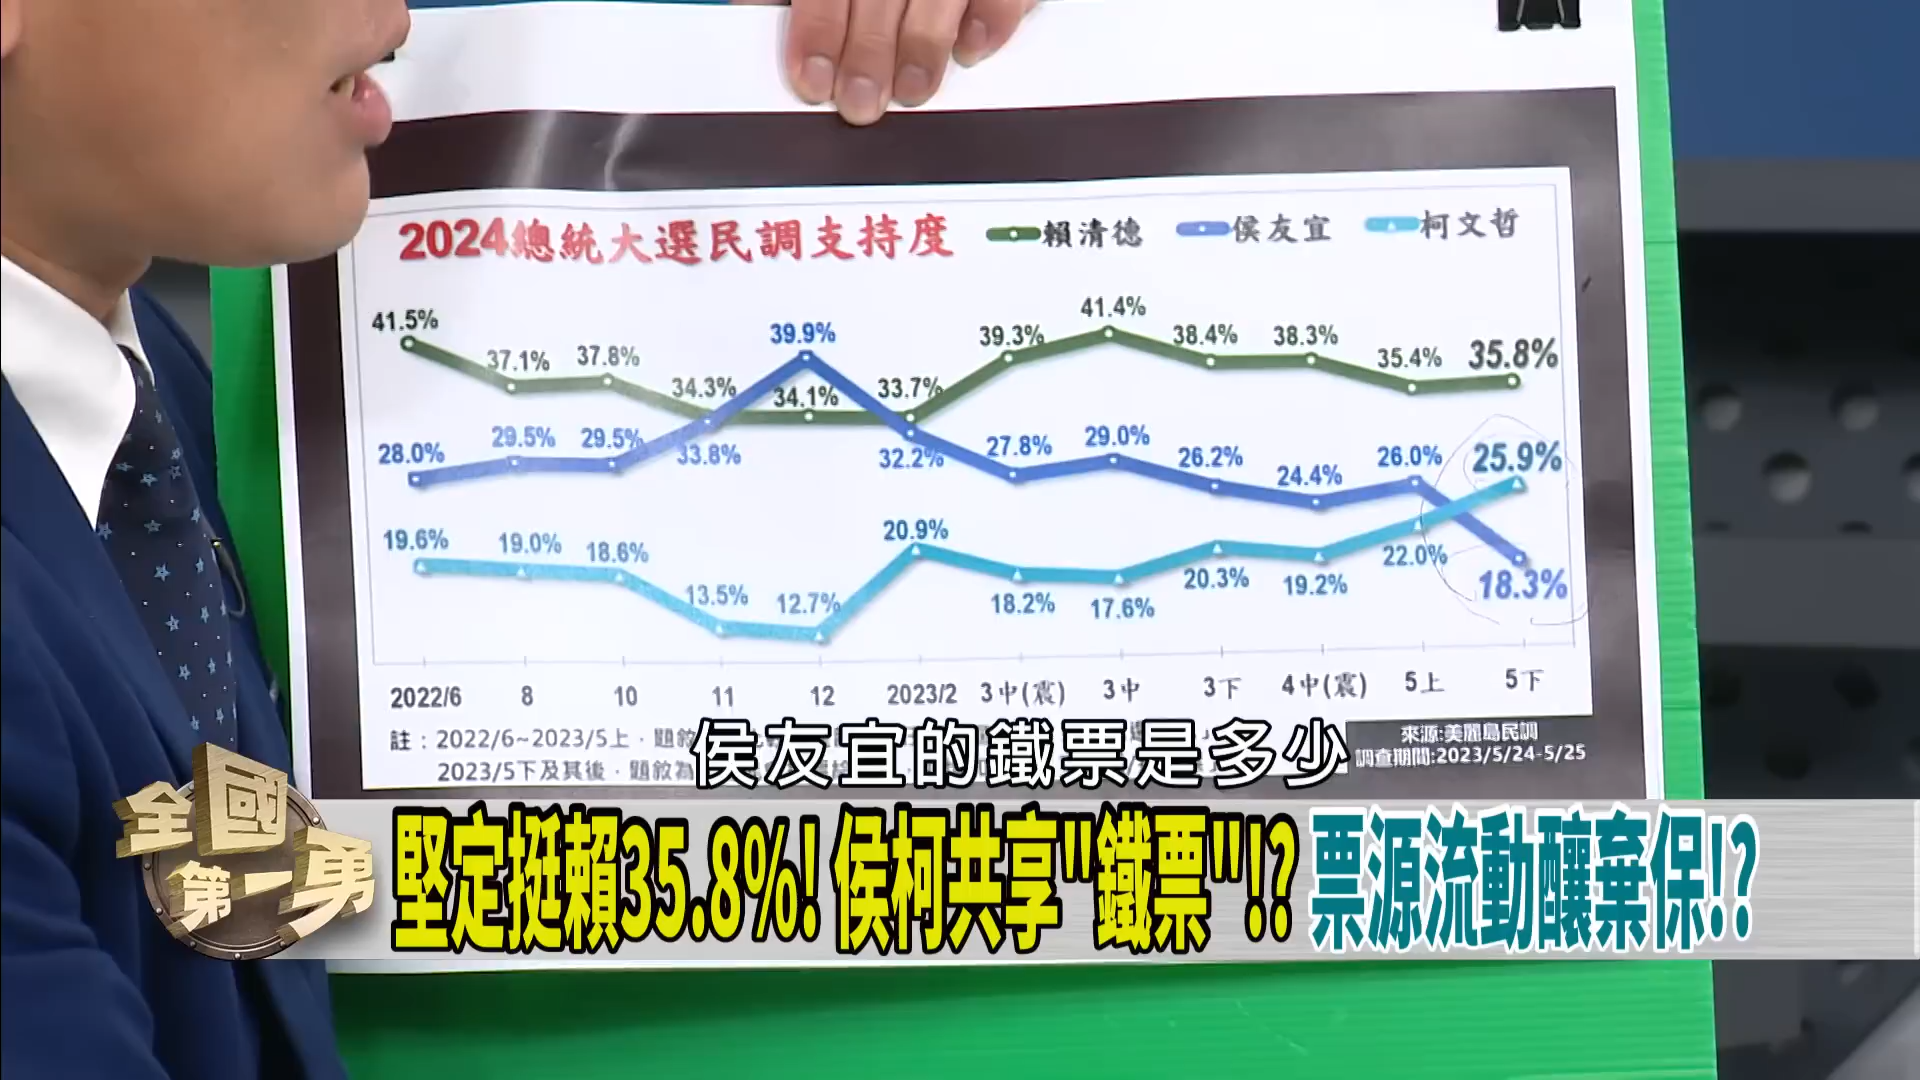 2024總統大選民調支持度 賴清德 侯友宜 柯文哲
41.5% 37.1% 37.8% 34.3% 34.1% 33.7% 39.3% 41.4% 38.4% 38.3% 35.4% 35.8%
28.0% 29.5% 29.5% 33.8% 39.9% 32.2% 27.8% 29.0% 26.2% 24.4% 26.0% 18.3%
19.6% 19.0% 18.6% 13.5% 12.7% 20.9% 18.2% 17.6% 20.3% 19.2% 22.0% 25.9%
2022/6 8 10 11 12 2023/2 3中(震) 3中 3下 4中(震) 5上 5下
註：2022/6~2023/5上，題敘
2023/5下及其後，題敘為
來源:美麗島民調
調查期間:2023/5/24-5/25
侯友宜的鐵票是多少
全國第一勇
堅定挺賴35.8%! 侯柯共享"鐵票"!? 票源流動釀棄保!?